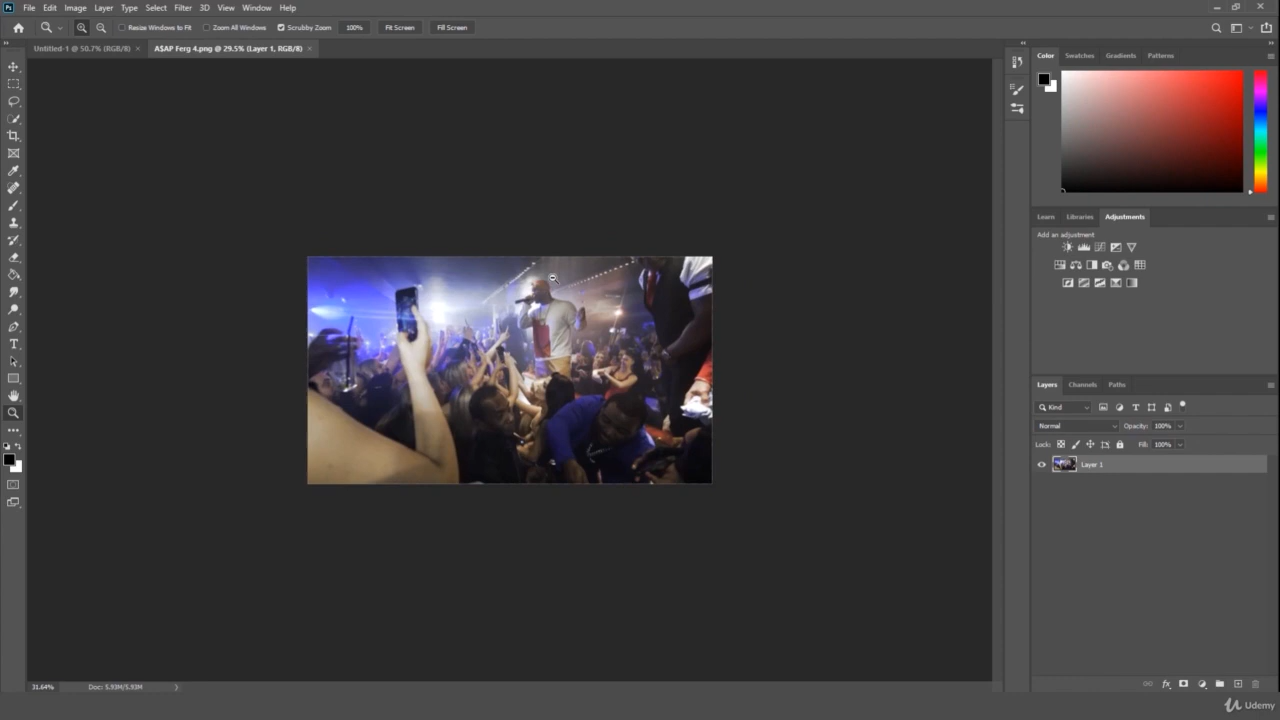 Ps File Edit Image Layer Type Select Filter 3D View Window Help
Resize Windows to Fit Zoom All Windows Scrubby Zoom 100% Fit Screen Fill Screen
Untitled-1 @ 50.7% (RGB/8) × A$AP Ferg 4.png @ 29.5% (Layer 1, RGB/8) ×
Color Swatches Gradients Patterns
Learn Libraries Adjustments
Add an adjustment
Layers Channels Paths
Kind
Normal Opacity: 100%
Lock: Fill: 100%
Layer 1
31.64% Doc: 5.93M/5.93M
Udemy